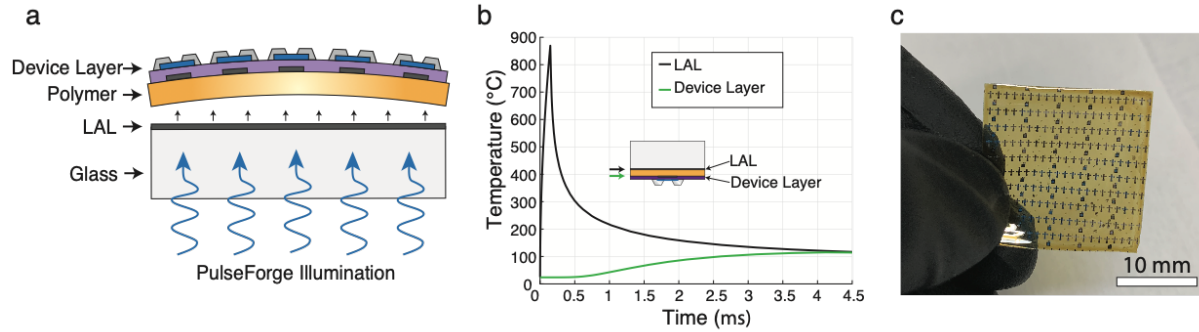 a
Device Layer
Polymer
LAL
Glass
PulseForge Illumination
b
Temperature (°C)
900
800
700
600
500
400
300
200
100
0
LAL
Device Layer
LAL
Device Layer
0
0.5
1
1.5
2
2.5
3
3.5
4
4.5
Time (ms)
c
10 mm